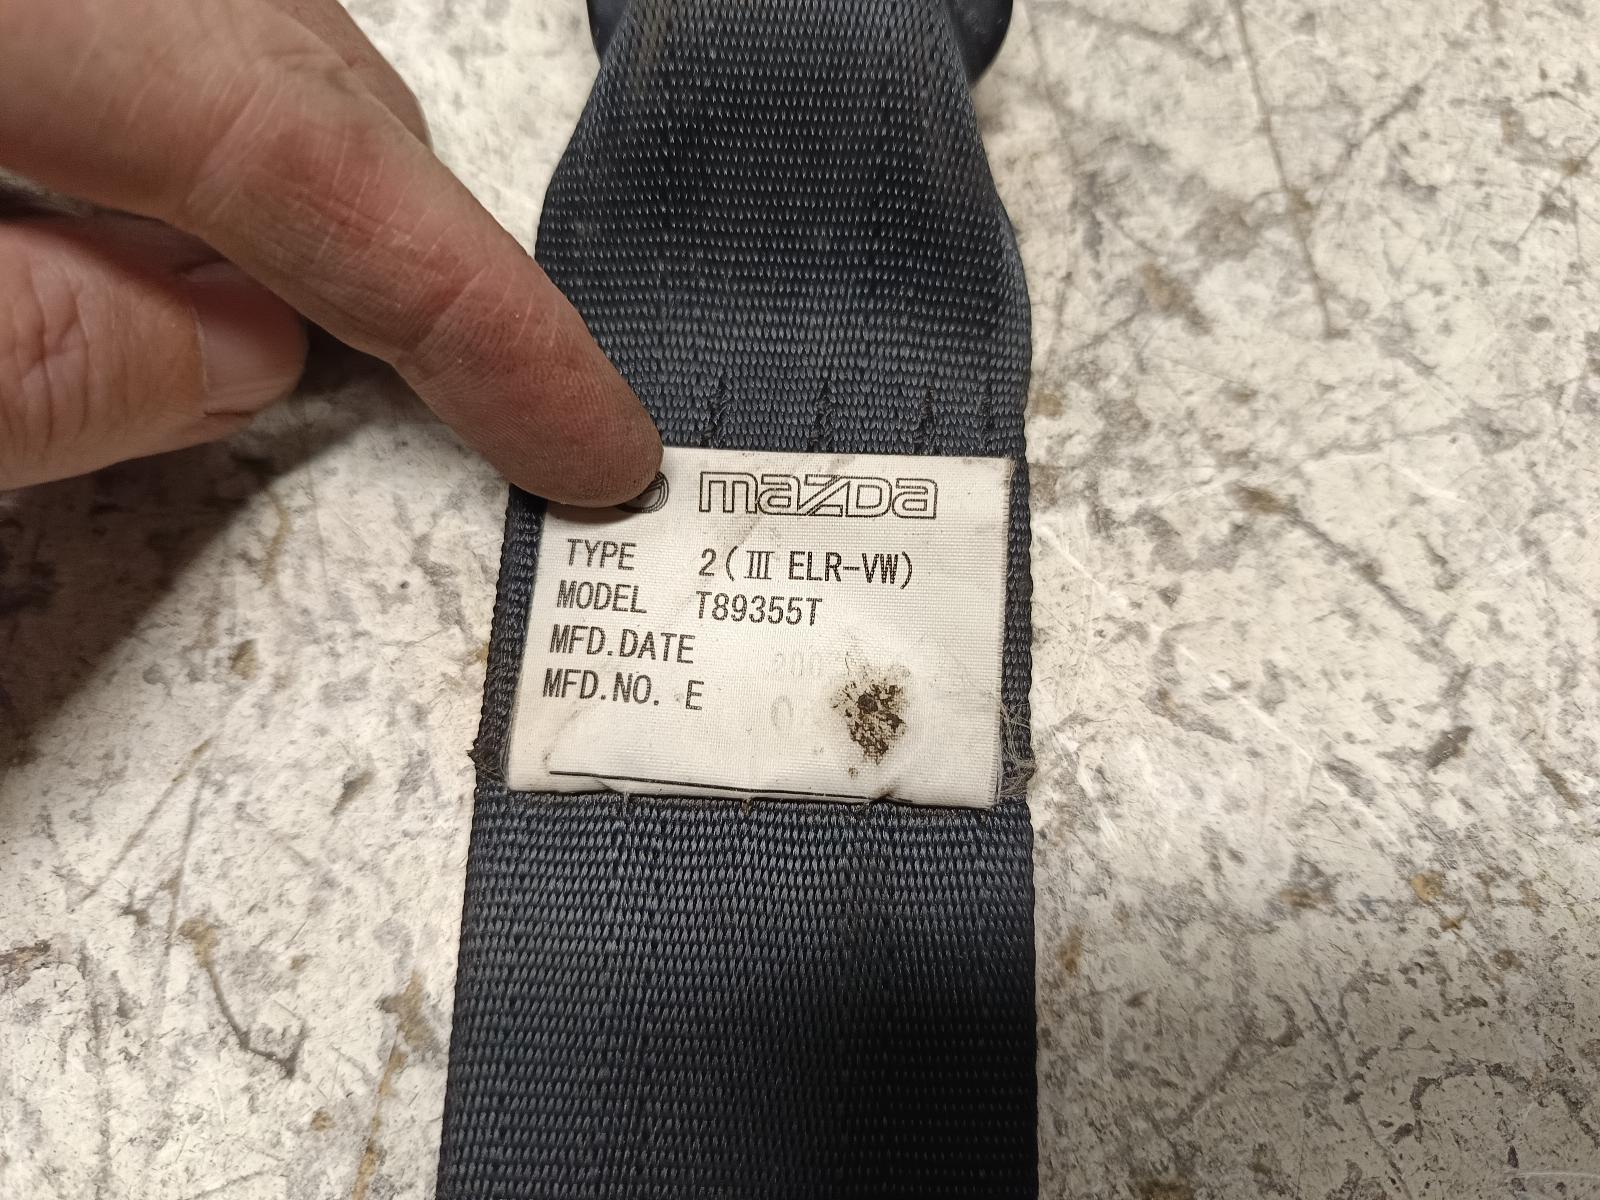 mazda
TYPE 2(III ELR-VW)
MODEL T89355T
MFD.DATE
MFD.NO. E